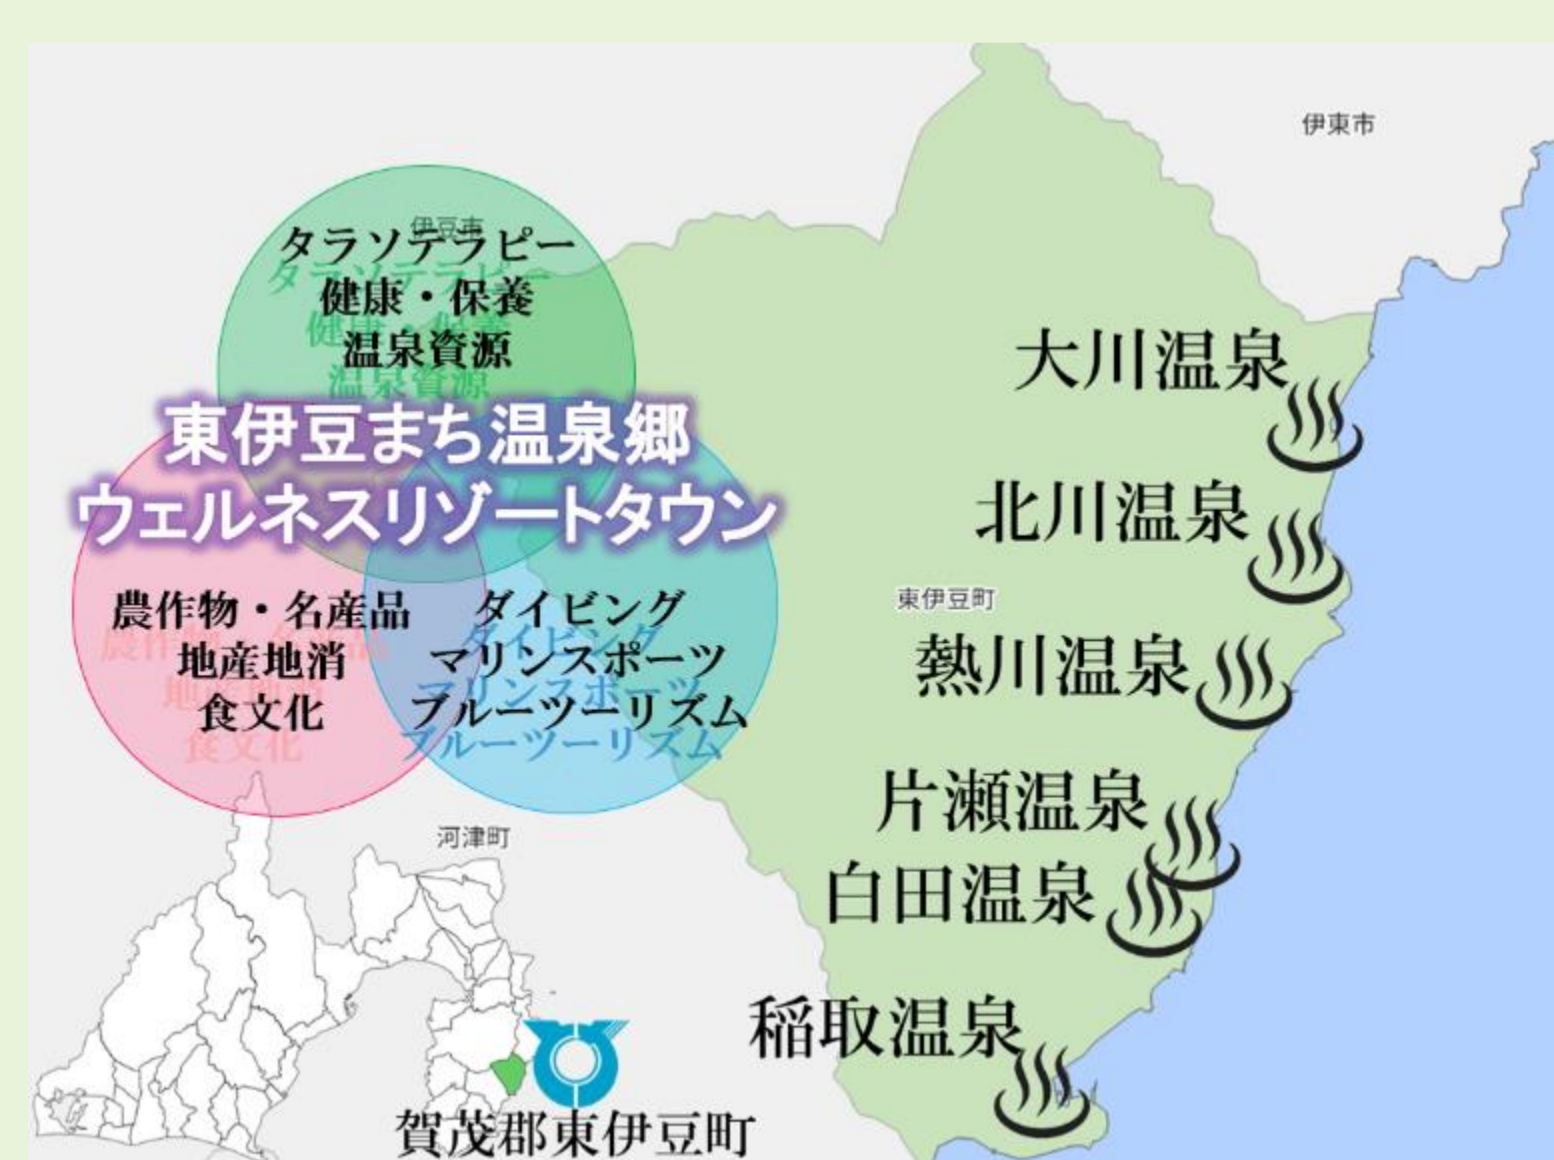 伊東市
伊豆市
タラソテラピー
健康・保養
温泉資源
東伊豆まち温泉郷
ウェルネスリゾートタウン
農作物・名産品
地産地消
食文化
ダイビング
マリンスポーツ
ブルーツーリズム
大川温泉
北川温泉
東伊豆町
熱川温泉
片瀬温泉
白田温泉
稲取温泉
河津町
賀茂郡東伊豆町